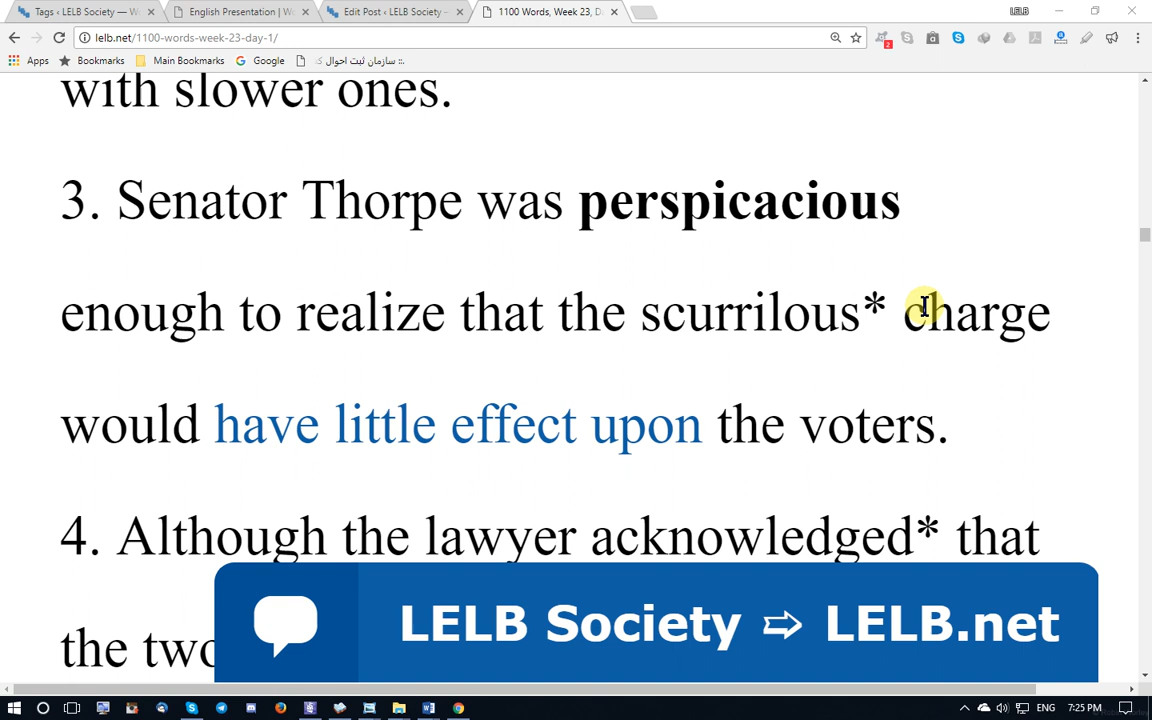 Tags ‹ LELB Society — W
English Presentation | W
Edit Post ‹ LELB Society —
1100 Words, Week 23, D
LELB
lelb.net/1100-words-week-23-day-1/
2
Apps
Bookmarks
Main Bookmarks
Google
.:: سازمان ثبت احوال ک
with slower ones.
3. Senator Thorpe was perspicacious
enough to realize that the scurrilous* charge
would have little effect upon the voters.
4. Although the lawyer acknowledged* that
the two
LELB Society ⇨ LELB.net
ENG
7:25 PM